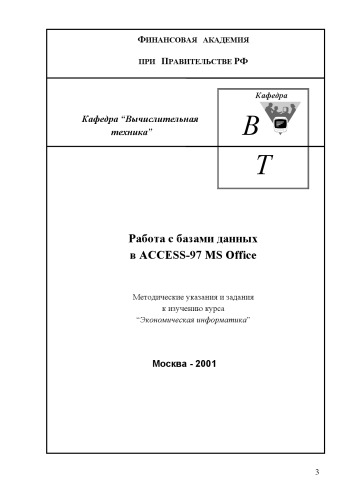 ФИНАНСОВАЯ АКАДЕМИЯ
ПРИ ПРАВИТЕЛЬСТВЕ РФ
Кафедра “Вычислительная
техника”
Кафедра
В
Т
Работа с базами данных
в ACCESS-97 MS Office
Методические указания и задания
к изучению курса
“Экономическая информатика”
Москва - 2001
3